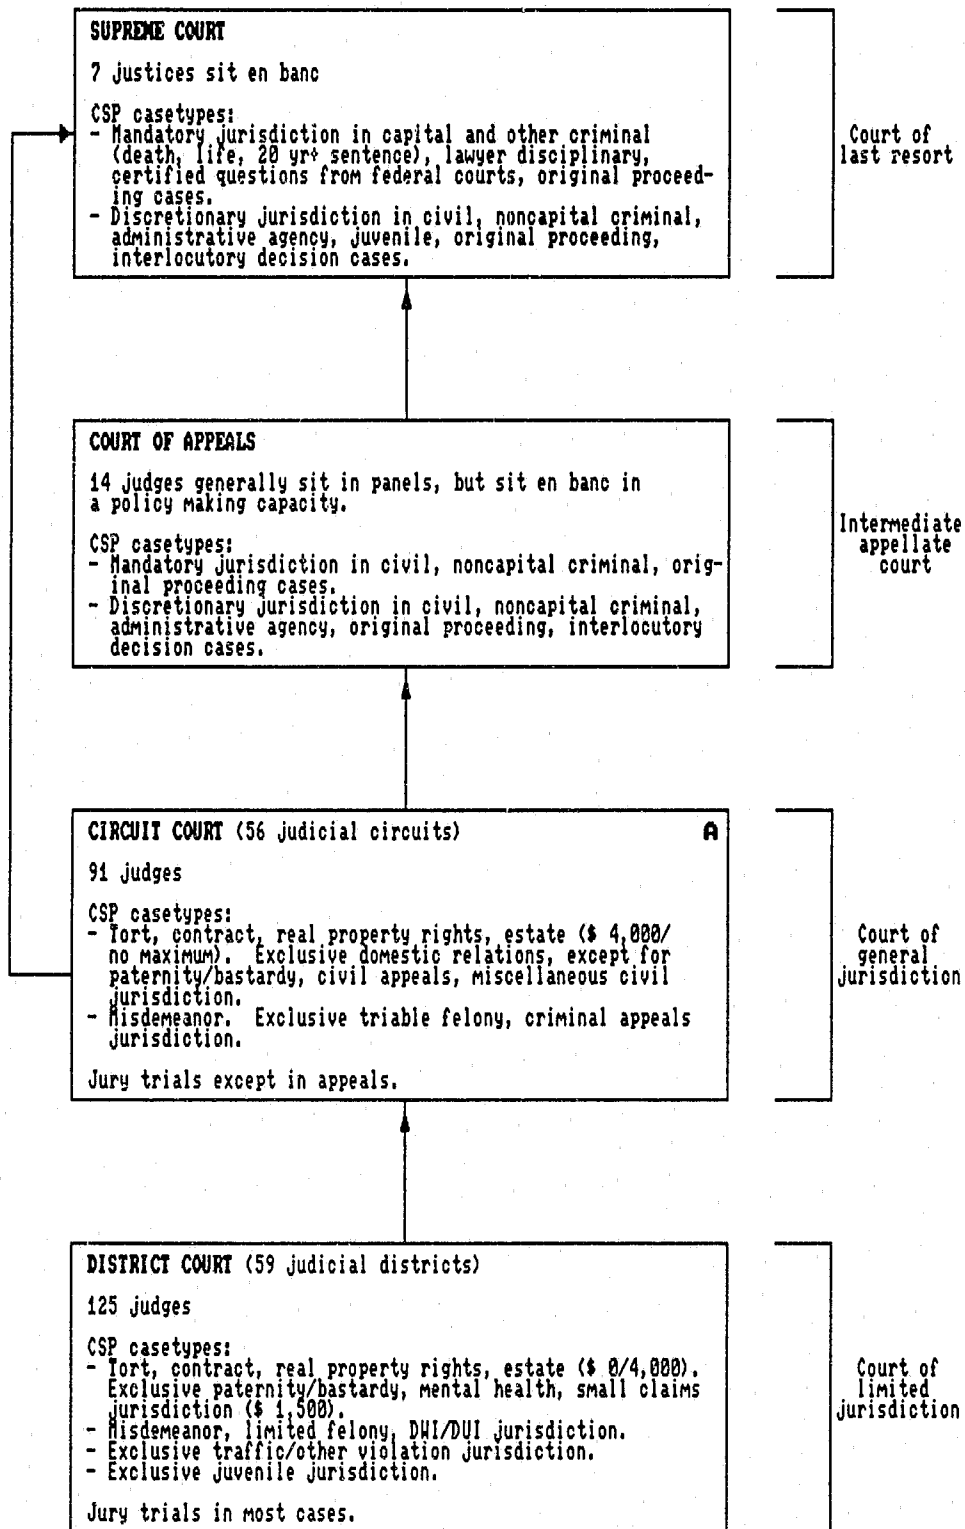 SUPREME COURT
7 justices sit en banc
CSP casetypes:
- Mandatory jurisdiction in capital and other criminal
(death, life, 20 yr+ sentence), lawyer disciplinary,
certified questions from federal courts, original proceed-
ing cases.
- Discretionary jurisdiction in civil, noncapital criminal,
administrative agency, juvenile, original proceeding,
interlocutory decision cases.
Court of
last resort
COURT OF APPEALS
14 judges generally sit in panels, but sit en banc in
a policy making capacity.
CSP casetypes:
- Mandatory jurisdiction in civil, noncapital criminal, orig-
inal proceeding cases.
- Discretionary jurisdiction in civil, noncapital criminal,
administrative agency, original proceeding, interlocutory
decision cases.
Intermediate
appellate
court
CIRCUIT COURT (56 judicial circuits) A
91 judges
CSP casetypes:
- Tort, contract, real property rights, estate ($ 4,000/
no maximum). Exclusive domestic relations, except for
paternity/bastardy, civil appeals, miscellaneous civil
jurisdiction.
- Misdemeanor. Exclusive triable felony, criminal appeals
jurisdiction.
Jury trials except in appeals.
Court of
general
jurisdiction
DISTRICT COURT (59 judicial districts)
125 judges
CSP casetypes:
- Tort, contract, real property rights, estate ($ 0/4,000).
Exclusive paternity/bastardy, mental health, small claims
jurisdiction ($ 1,500).
- Misdemeanor, limited felony, DWI/DUI jurisdiction.
- Exclusive traffic/other violation jurisdiction.
- Exclusive juvenile jurisdiction.
Jury trials in most cases.
Court of
limited
jurisdiction